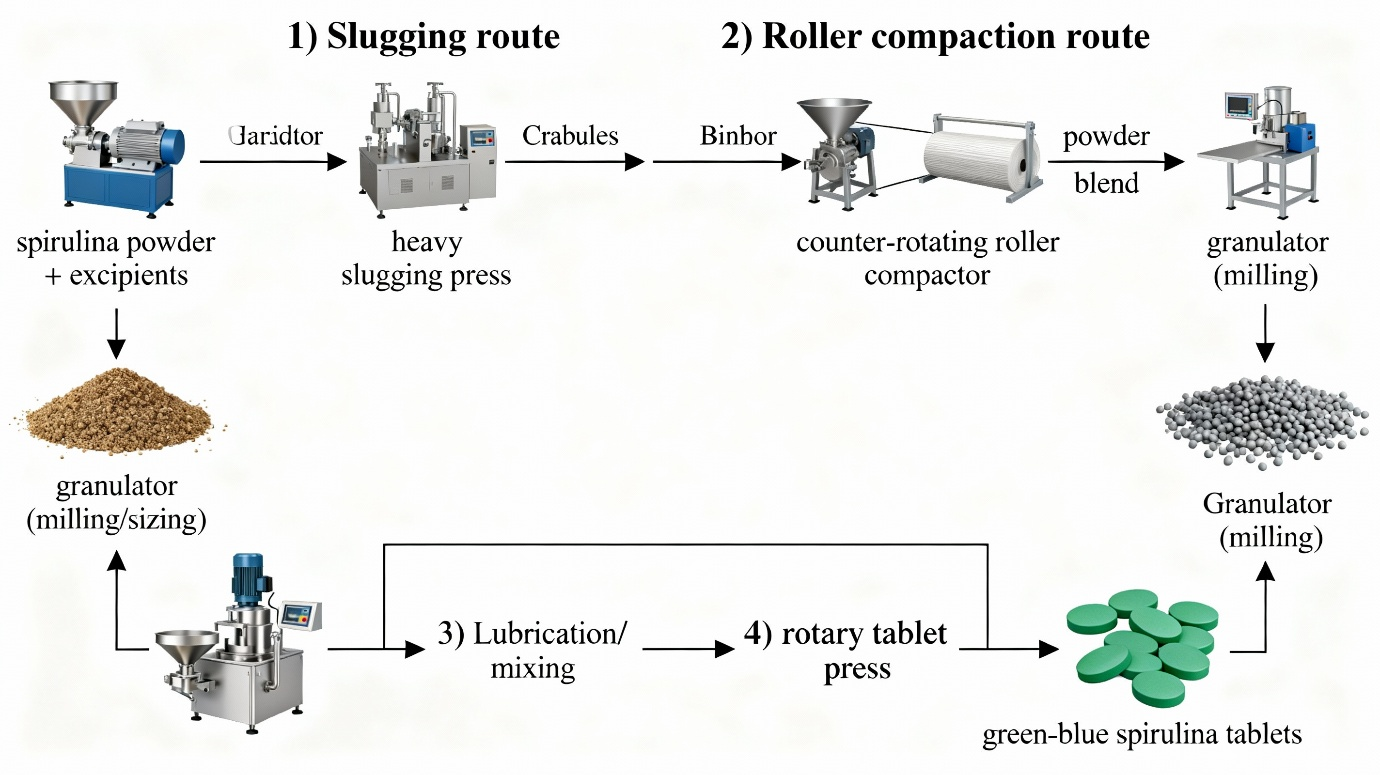 1) Slugging route
2) Roller compaction route
Crabules
Binbor
powder
blend
spirulina powder
+ excipients
heavy
slugging press
counter-rotating roller
compactor
granulator
(milling)
granulator
(milling/sizing)
Granulator
(milling)
3) Lubrication/
mixing
4) rotary tablet
press
green-blue spirulina tablets